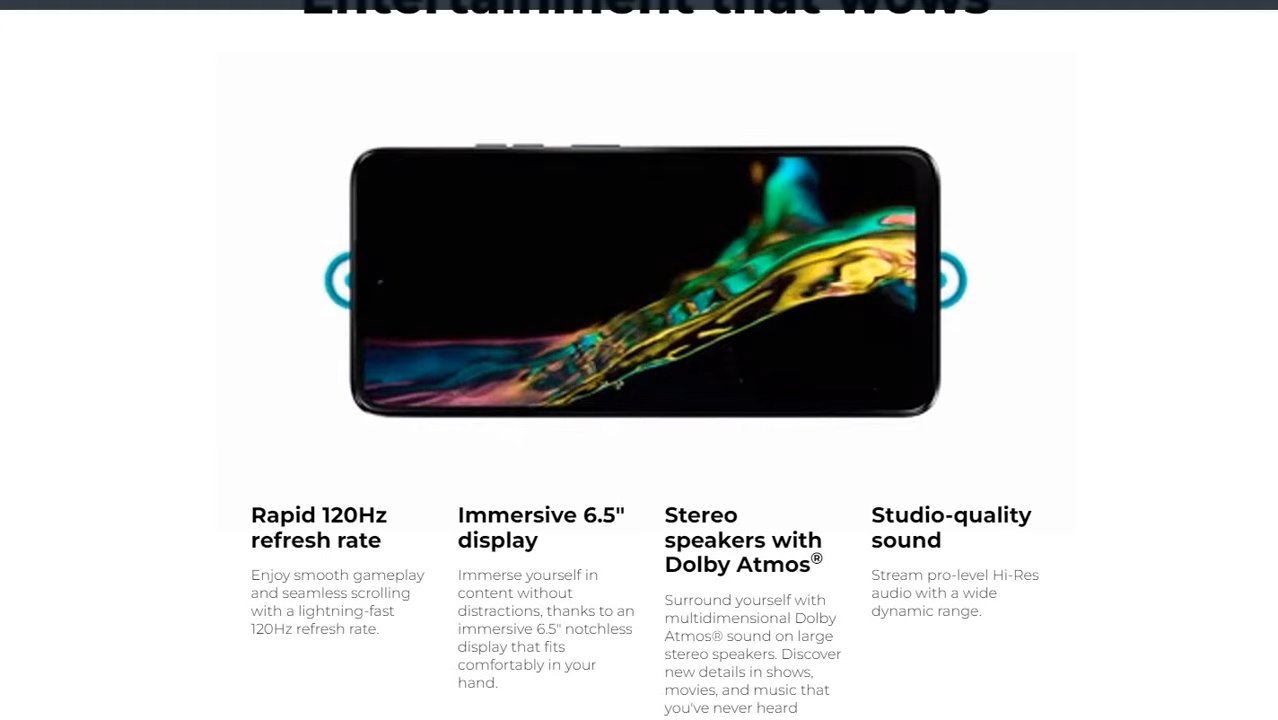 Entertainment that wows
Rapid 120Hz
refresh rate
Enjoy smooth gameplay
and seamless scrolling
with a lightning-fast
120Hz refresh rate.
Immersive 6.5"
display
Immerse yourself in
content without
distractions, thanks to an
immersive 6.5" notchless
display that fits
comfortably in your
hand.
Stereo
speakers with
Dolby Atmos®
Surround yourself with
multidimensional Dolby
Atmos® sound on large
stereo speakers. Discover
new details in shows,
movies, and music that
you've never heard
Studio-quality
sound
Stream pro-level Hi-Res
audio with a wide
dynamic range.